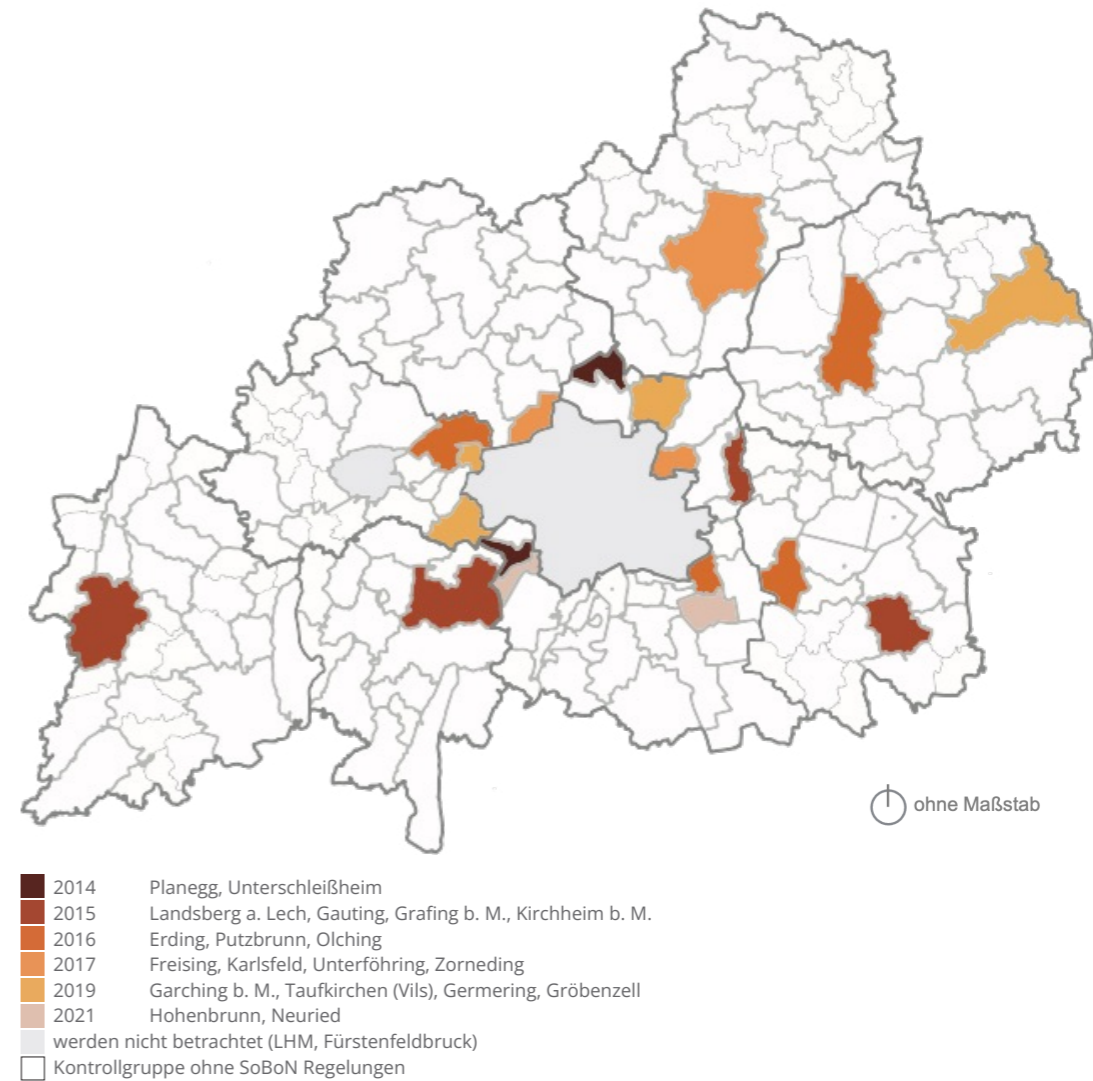 ohne Maßstab
2014 Planegg, Unterschleißheim
2015 Landsberg a. Lech, Gauting, Grafing b. M., Kirchheim b. M.
2016 Erding, Putzbrunn, Olching
2017 Freising, Karlsfeld, Unterföhring, Zorneding
2019 Garching b. M., Taufkirchen (Vils), Germering, Gröbenzell
2021 Hohenbrunn, Neuried
werden nicht betrachtet (LHM, Fürstenfeldbruck)
Kontrollgruppe ohne SoBoN Regelungen